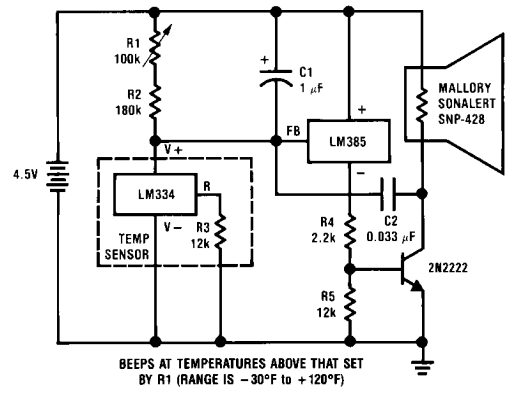 R1
100k
R2
180k
+
C1
1 μF
FB
+
LM385
−
MALLORY
SONALERT
SNP-428
4.5V
V+
LM334
R
V−
TEMP
SENSOR
R3
12k
R4
2.2k
C2
0.033 μF
2N2222
R5
12k
BEEPS AT TEMPERATURES ABOVE THAT SET
BY R1 (RANGE IS −30°F to +120°F)